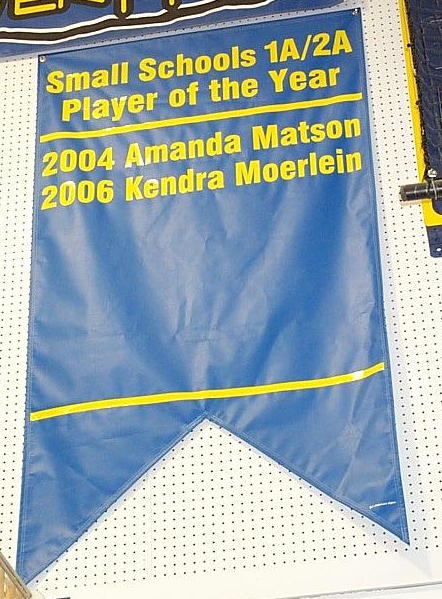 Small Schools 1A/2A
Player of the Year
2004 Amanda Matson
2006 Kendra Moerlein